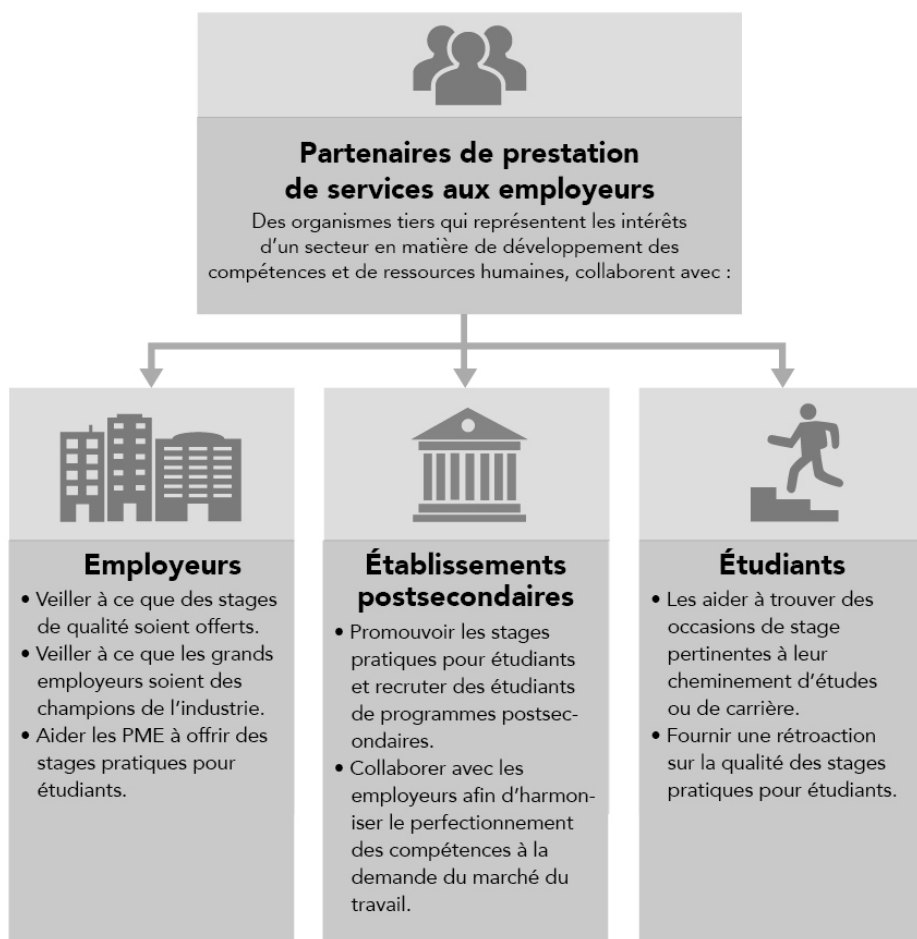 Partenaires de prestation
de services aux employeurs
Des organismes tiers qui représentent les intérêts
d'un secteur en matière de développement des
compétences et de ressources humaines, collaborent avec :
Employeurs
• Veiller à ce que des stages
de qualité soient offerts.
• Veiller à ce que les grands
employeurs soient des
champions de l'industrie.
• Aider les PME à offrir des
stages pratiques pour
étudiants.
Établissements
postsecondaires
• Promouvoir les stages
pratiques pour étudiants
et recruter des étudiants
de programmes postsec-
ondaires.
• Collaborer avec les
employeurs afin d'harmon-
iser le perfectionnement
des compétences à la
demande du marché du
travail.
Étudiants
• Les aider à trouver des
occasions de stage
pertinentes à leur
cheminement d'études
ou de carrière.
• Fournir une rétroaction
sur la qualité des stages
pratiques pour étudiants.